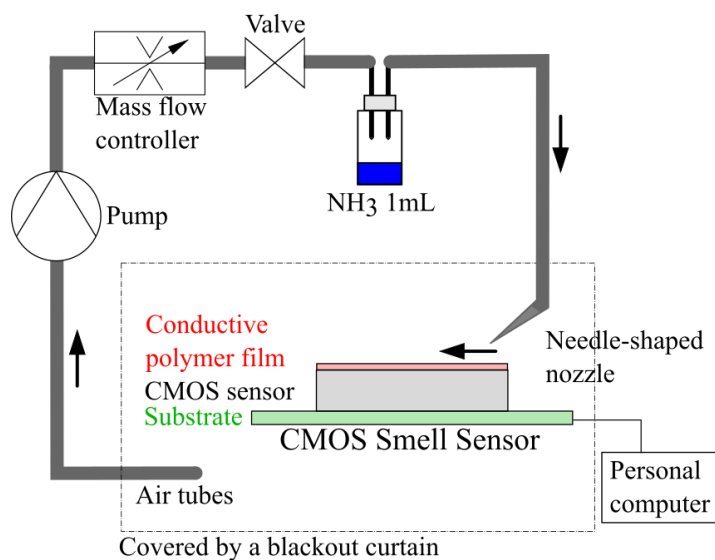 Valve
Mass flow
controller
NH3 1mL
Pump
Conductive
polymer film
CMOS sensor
Substrate
Needle-shaped
nozzle
CMOS Smell Sensor
Personal
computer
Air tubes
Covered by a blackout curtain